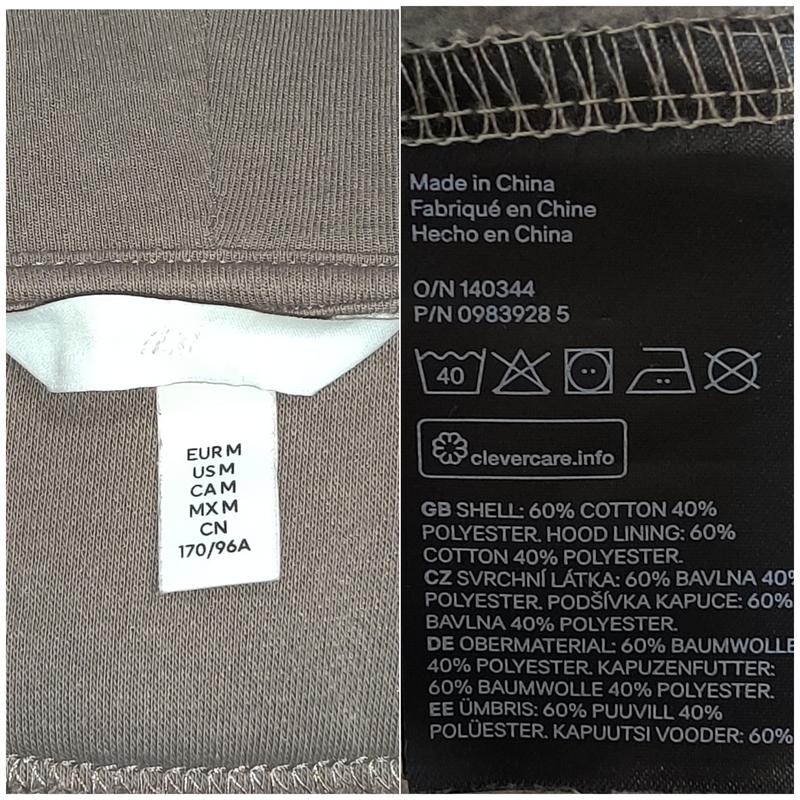 H&M
EUR M
US M
CA M
MX M
CN
170/96A
Made in China
Fabriqué en Chine
Hecho en China
O/N 140344
P/N 0983928 5
40
clevercare.info
GB SHELL: 60% COTTON 40%
POLYESTER. HOOD LINING: 60%
COTTON 40% POLYESTER.
CZ SVRCHNÍ LÁTKA: 60% BAVLNA 40%
POLYESTER. PODŠÍVKA KAPUCE: 60%
BAVLNA 40% POLYESTER.
DE OBERMATERIAL: 60% BAUMWOLLE
40% POLYESTER. KAPUZENFUTTER:
60% BAUMWOLLE 40% POLYESTER.
EE ÜMBRIS: 60% PUUVILL 40%
POLÜESTER. KAPUUTSI VOODER: 60%